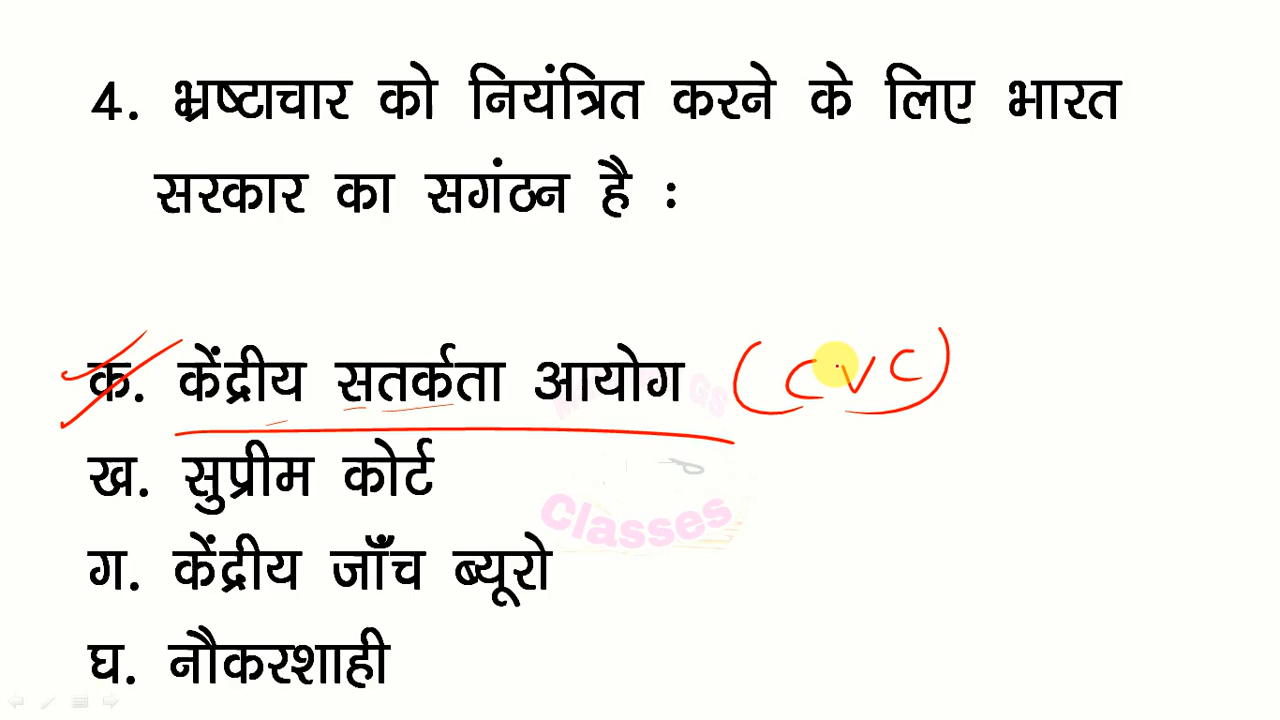 4. भ्रष्टाचार को नियंत्रित करने के लिए भारत
सरकार का सगंठन है :
क. केंद्रीय सतर्कता आयोग (CVC)
ख. सुप्रीम कोर्ट
Classes
ग. केंद्रीय जाँच ब्यूरो
घ. नौकरशाही